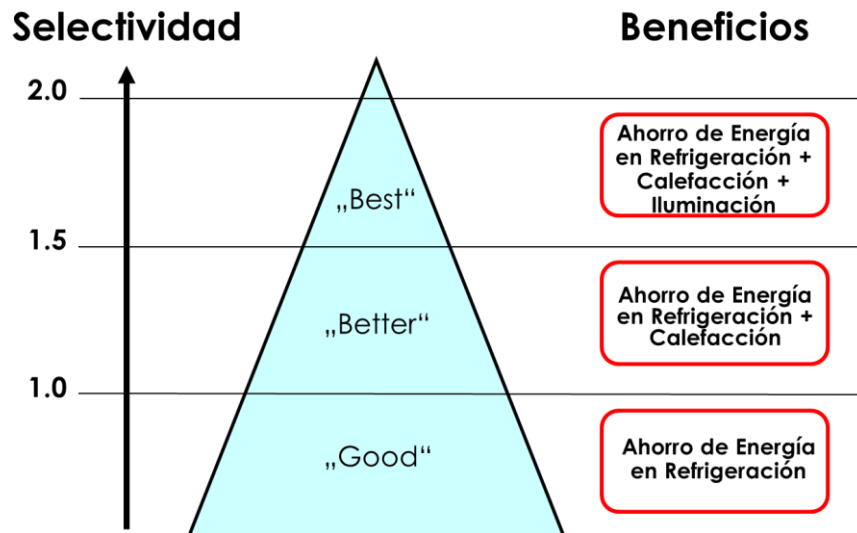 Selectividad
Beneficios
2.0
Ahorro de Energía
en Refrigeración +
Calefacción +
Iluminación
„Best“
1.5
„Better“
Ahorro de Energía
en Refrigeración +
Calefacción
1.0
„Good“
Ahorro de Energía
en Refrigeración